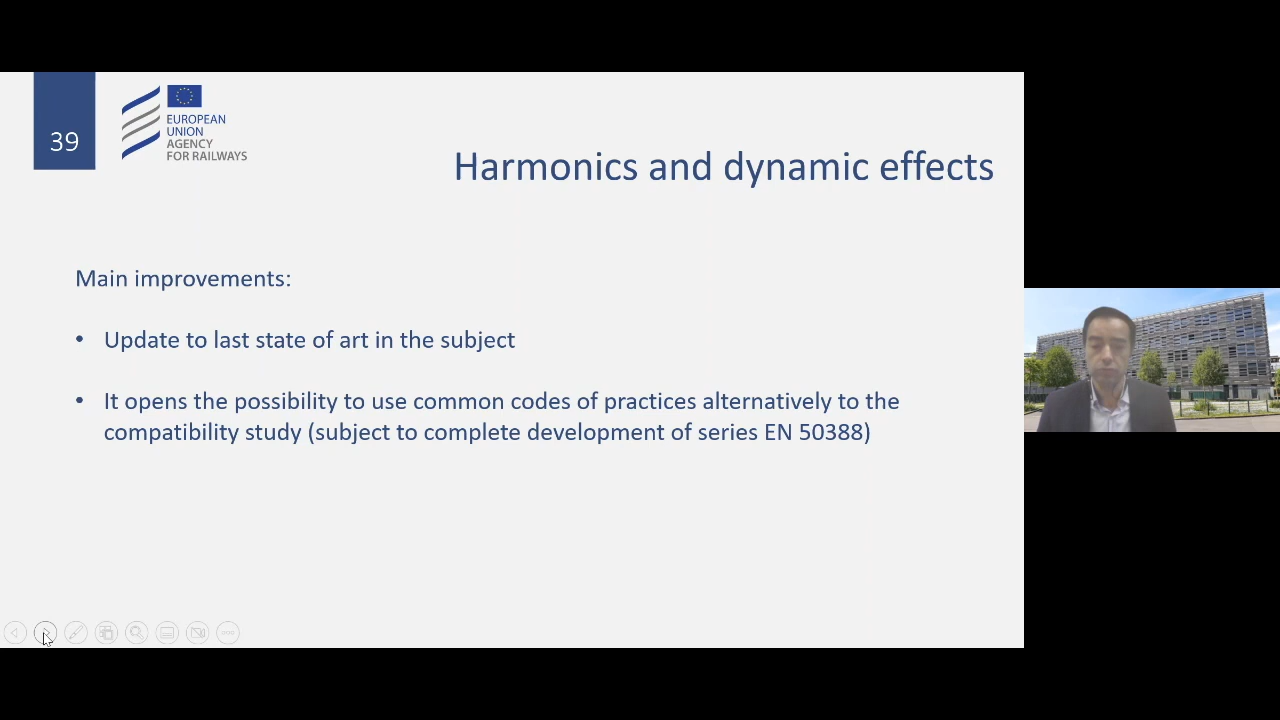 39
EUROPEAN
UNION
AGENCY
FOR RAILWAYS
Harmonics and dynamic effects
Main improvements:
• Update to last state of art in the subject
• It opens the possibility to use common codes of practices alternatively to the
compatibility study (subject to complete development of series EN 50388)